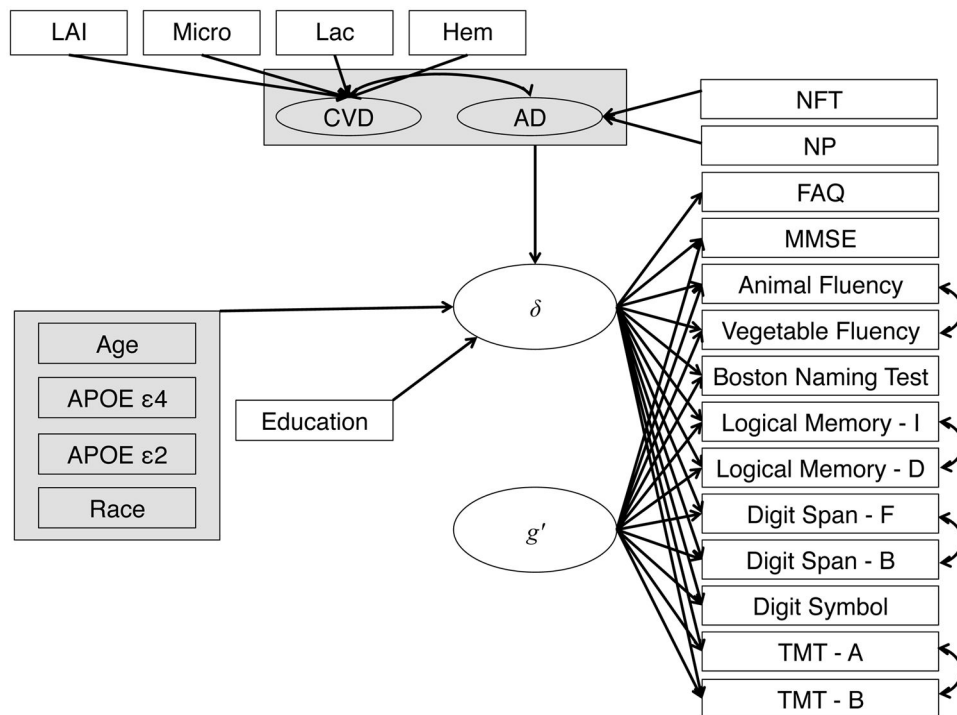 LAI
Micro
Lac
Hem
CVD
AD
NFT
NP
FAQ
MMSE
Animal Fluency
Vegetable Fluency
Boston Naming Test
Logical Memory - I
Logical Memory - D
Digit Span - F
Digit Span - B
Digit Symbol
TMT - A
TMT - B
δ
g′
Age
APOE ε4
APOE ε2
Race
Education